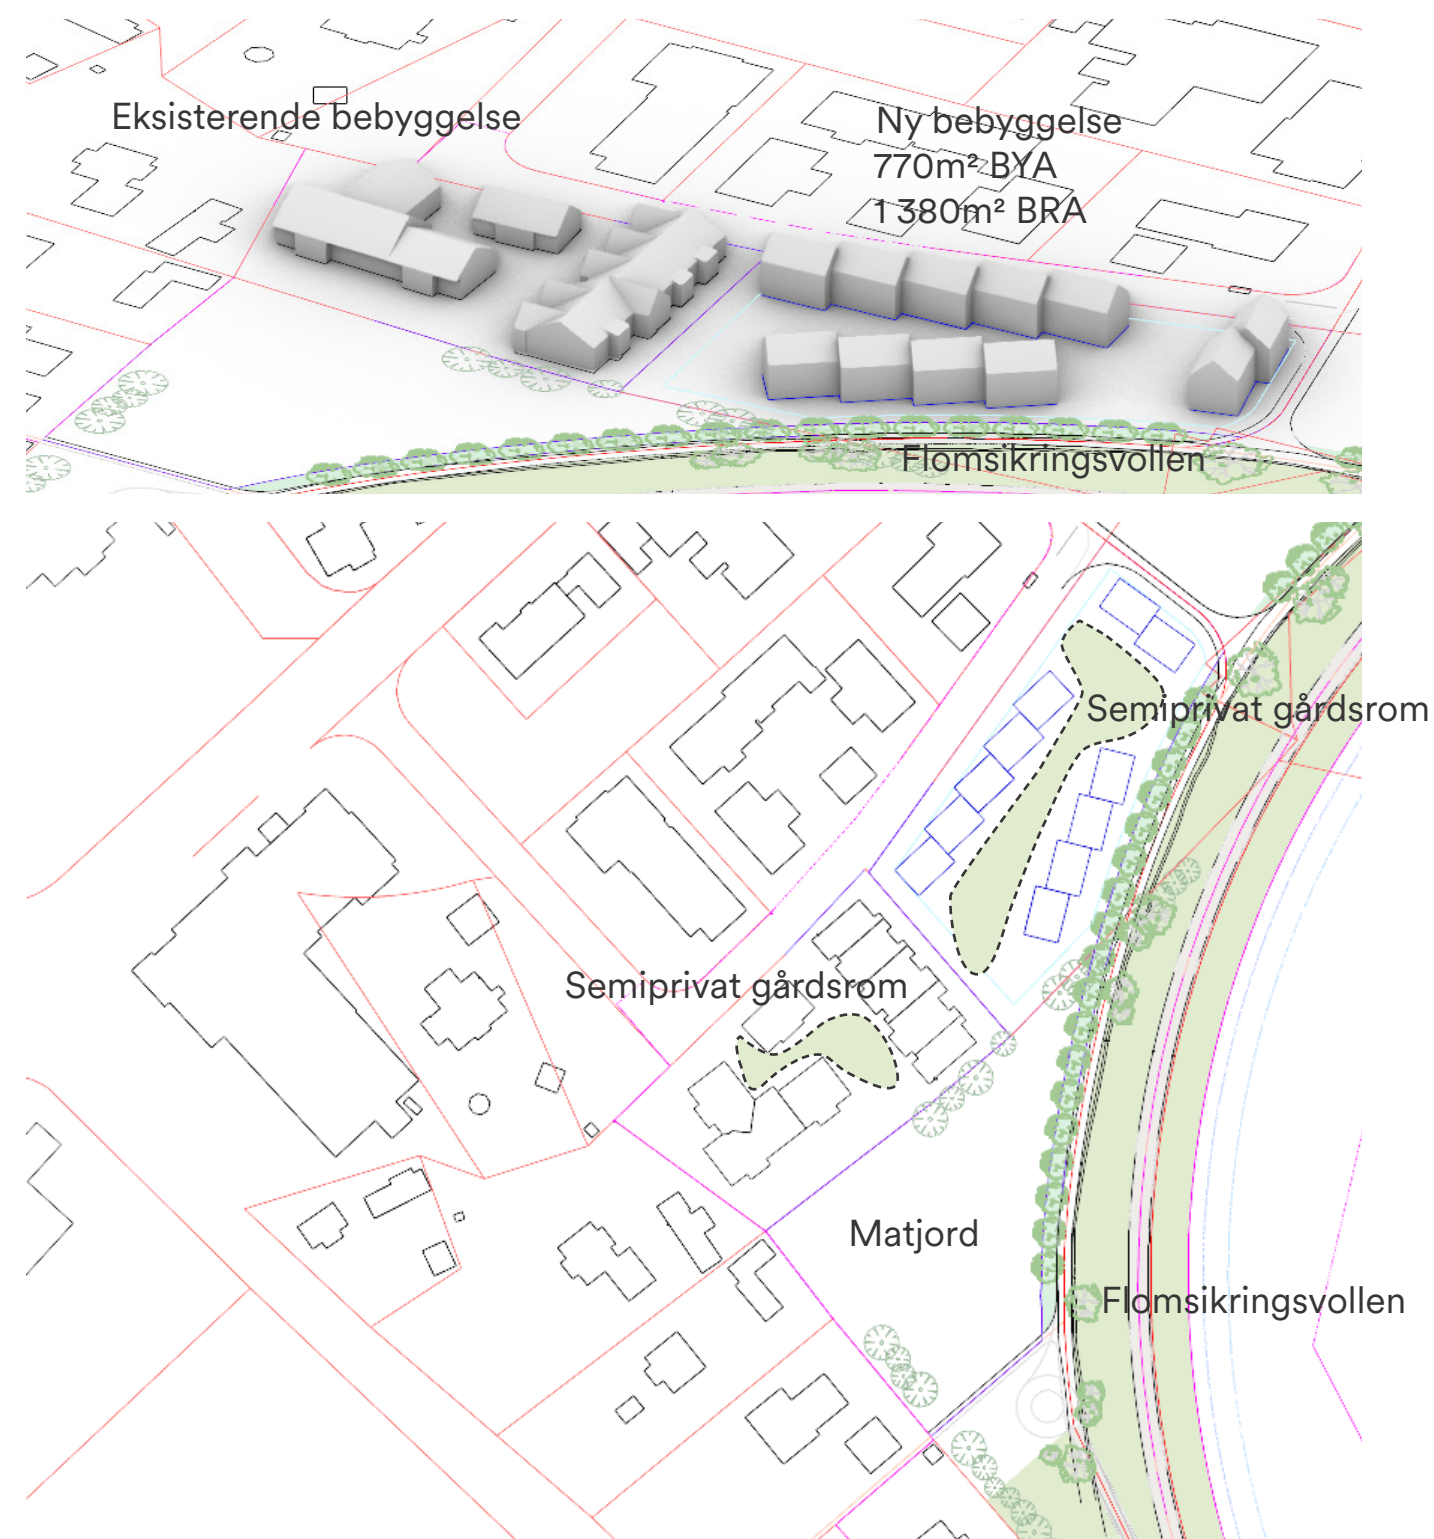 Eksisterende bebyggelse
Ny bebyggelse
770m² BYA
1 380m² BRA
Flomsikringsvollen
Semiprivat gårdsrom
Semiprivat gårdsrom
Matjord
Flomsikringsvollen